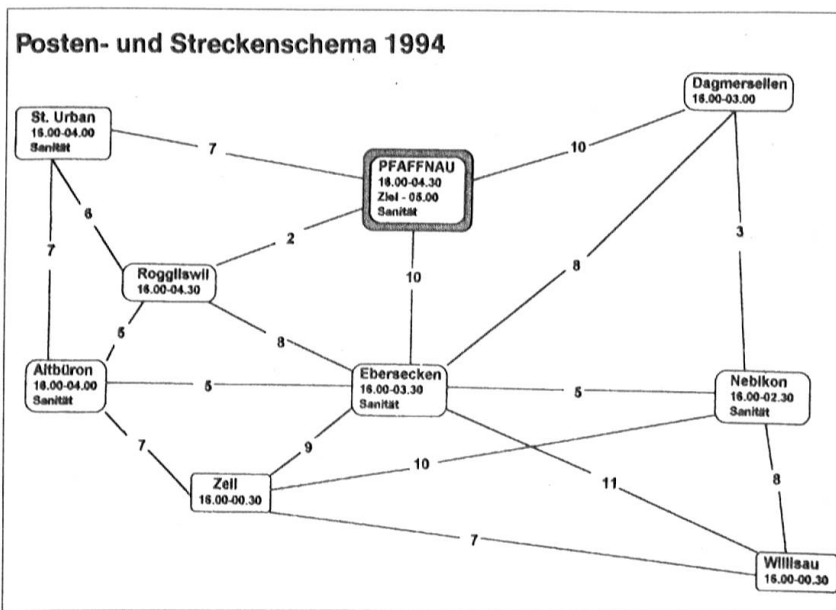 Posten- und Streckenschema 1994
Dagmersellen
16.00-03.00
St. Urban
16.00-04.00
Sanität
7
10
PFAFFNAU
16.00-04.30
Ziel - 05.00
Sanität
6
2
7
3
8
10
Roggliswil
16.00-04.30
5
8
Altbüron
16.00-04.00
Sanität
5
Ebersecken
16.00-03.30
Sanität
5
Nebikon
16.00-02.30
Sanität
7
9
10
11
8
Zell
16.00-00.30
7
Willisau
16.00-00.30